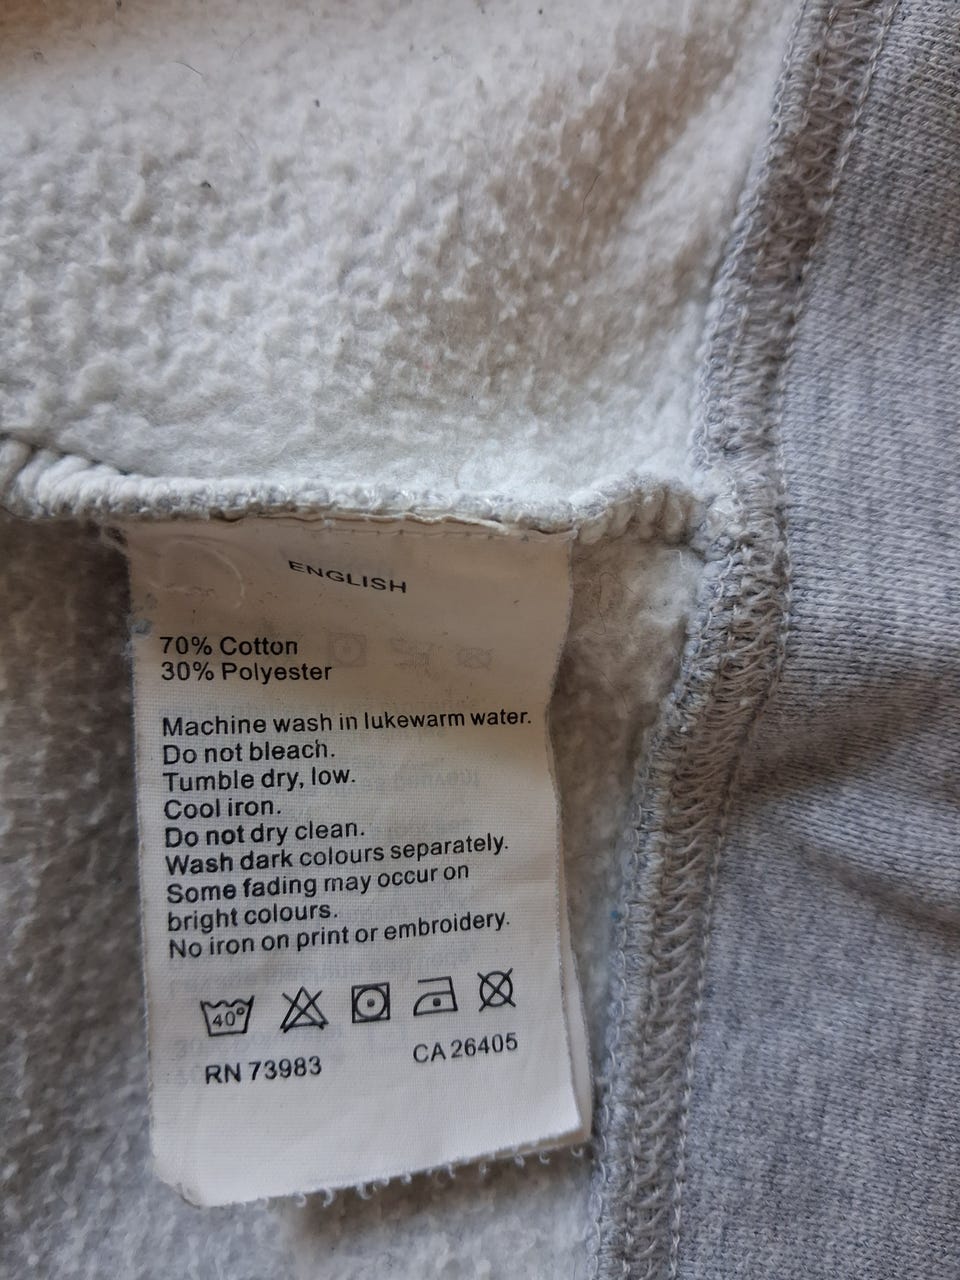 ENGLISH
70% Cotton
30% Polyester
Machine wash in lukewarm water.
Do not bleach.
Tumble dry, low.
Cool iron.
Do not dry clean.
Wash dark colours separately.
Some fading may occur on
bright colours.
No iron on print or embroidery.
40°
RN 73983 CA 26405